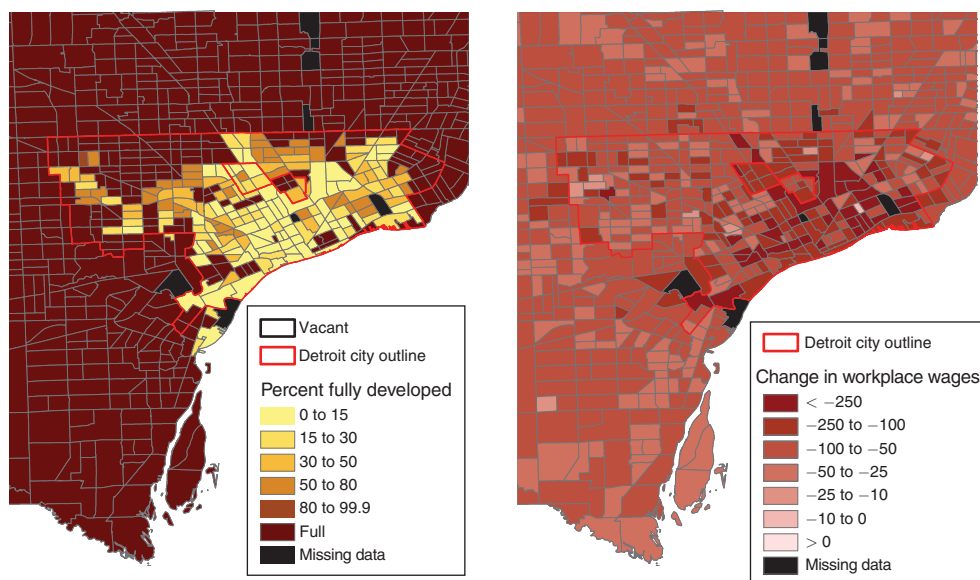 Vacant
Detroit city outline
Percent fully developed
0 to 15
15 to 30
30 to 50
50 to 80
80 to 99.9
Full
Missing data
Detroit city outline
Change in workplace wages
< −250
−250 to −100
−100 to −50
−50 to −25
−25 to −10
−10 to 0
> 0
Missing data